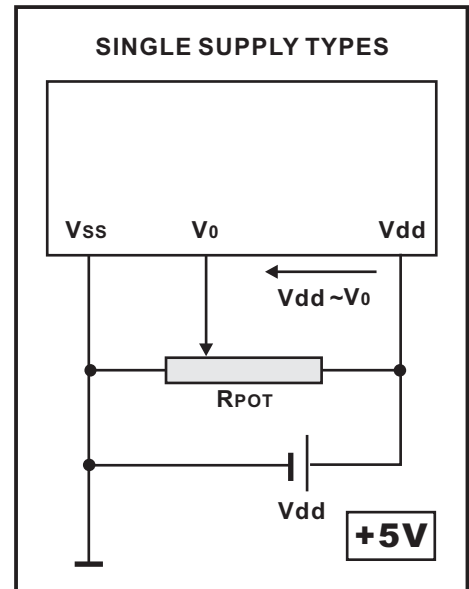 SINGLE SUPPLY TYPES
Vss V0 Vdd
Vdd ~V0
RPOT
Vdd
+5V